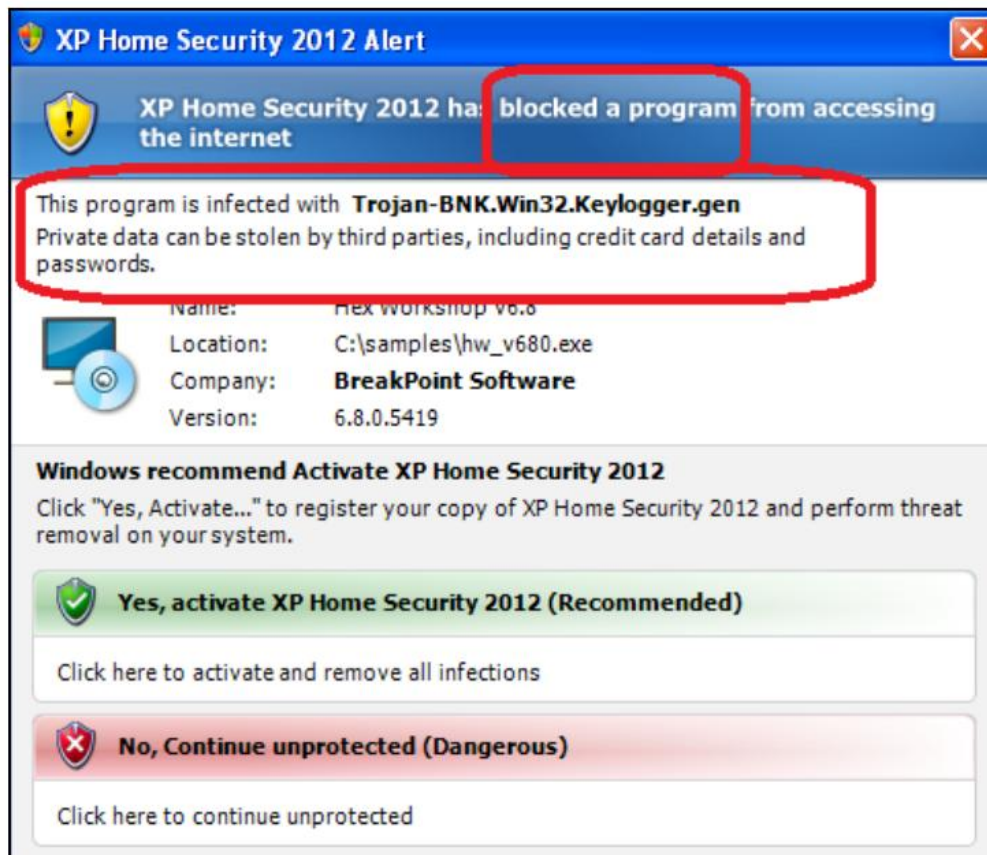 XP Home Security 2012 Alert
XP Home Security 2012 has blocked a program from accessing
the internet
This program is infected with Trojan-BNK.Win32.Keylogger.gen
Private data can be stolen by third parties, including credit card details and
passwords.
Name: Hex Workshop v6.8
Location: C:\samples\hw_v680.exe
Company: BreakPoint Software
Version: 6.8.0.5419
Windows recommend Activate XP Home Security 2012
Click "Yes, Activate..." to register your copy of XP Home Security 2012 and perform threat
removal on your system.
Yes, activate XP Home Security 2012 (Recommended)
Click here to activate and remove all infections
No, Continue unprotected (Dangerous)
Click here to continue unprotected